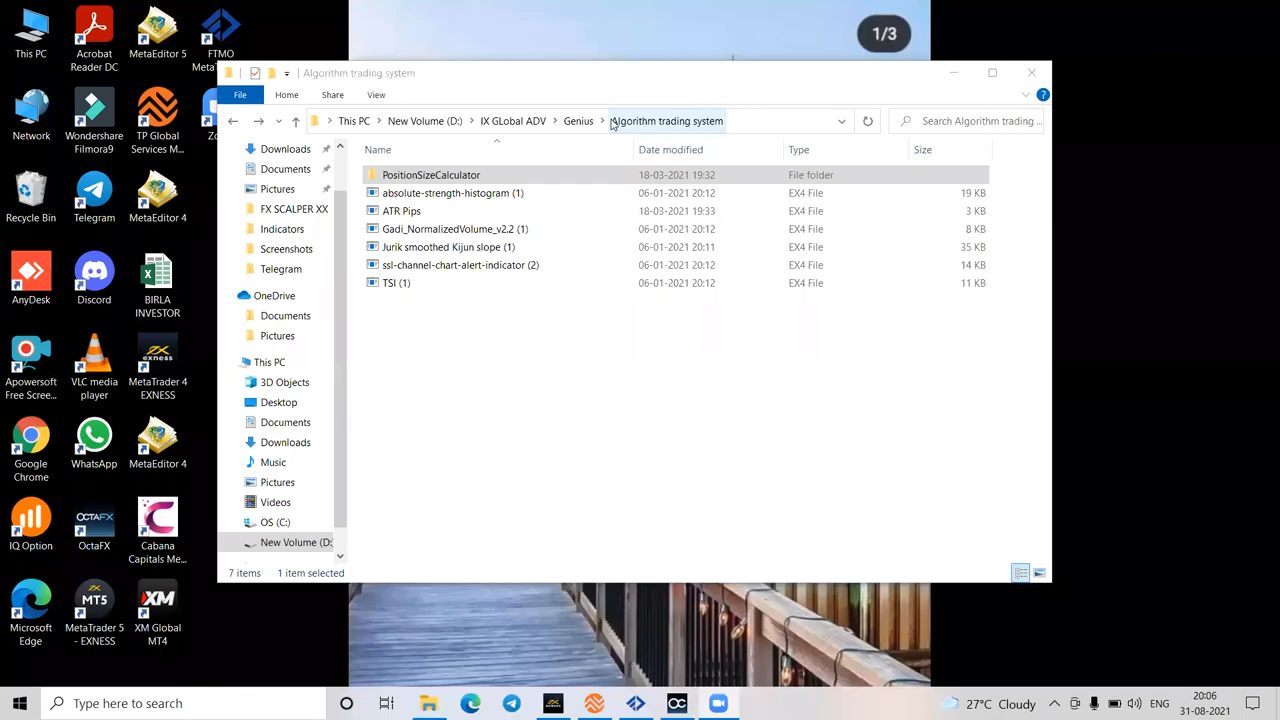 1/3
This PC
Acrobat
Reader DC
MetaEditor 5
FTMO
Network
Wondershare
Filmora9
TP Global
Services M...
Recycle Bin
Telegram
MetaEditor 4
AnyDesk
Discord
BIRLA
INVESTOR
Apowersoft
Free Scree...
VLC media
player
MetaTrader 4
EXNESS
Google
Chrome
WhatsApp
MetaEditor 4
IQ Option
OCTAFX
OctaFX
Cabana
Capitals Me...
Microsoft
Edge
MT5
MetaTrader 5
- EXNESS
XM
XM Global
MT4
Algorithm trading system
File
Home
Share
View
This PC
New Volume (D:)
IX GLobal ADV
Genius
Algorithm trading system
Search Algorithm trading ...
Name
Date modified
Type
Size
PositionSizeCalculator 18-03-2021 19:32 File folder
absolute-strength-histogram (1) 06-01-2021 20:12 EX4 File 19 KB
ATR Pips 18-03-2021 19:33 EX4 File 3 KB
Gadi_NormalizedVolume_v2.2 (1) 06-01-2021 20:12 EX4 File 8 KB
Jurik smoothed Kijun slope (1) 06-01-2021 20:11 EX4 File 35 KB
ssl-channel-chart-alert-indicator (2) 06-01-2021 20:12 EX4 File 14 KB
TSI (1) 06-01-2021 20:12 EX4 File 11 KB
Downloads
Documents
Pictures
FX SCALPER XX
Indicators
Screenshots
Telegram
OneDrive
Documents
Pictures
This PC
3D Objects
Desktop
Documents
Downloads
Music
Pictures
Videos
OS (C:)
New Volume (D:
7 items
1 item selected
Type here to search
27°C Cloudy
ENG
20:06
31-08-2021